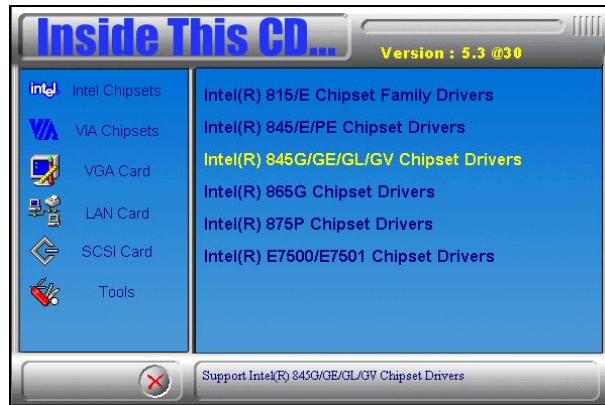 Inside This CD...
Version : 5.3 @30
intel Intel Chipsets
VIA VIA Chipsets
VGA Card
LAN Card
SCSI Card
Tools
Intel(R) 815/E Chipset Family Drivers
Intel(R) 845/E/PE Chipset Drivers
Intel(R) 845G/GE/GL/GV Chipset Drivers
Intel(R) 865G Chipset Drivers
Intel(R) 875P Chipset Drivers
Intel(R) E7500/E7501 Chipset Drivers
Support Intel(R) 845G/GE/GL/GV Chipset Drivers